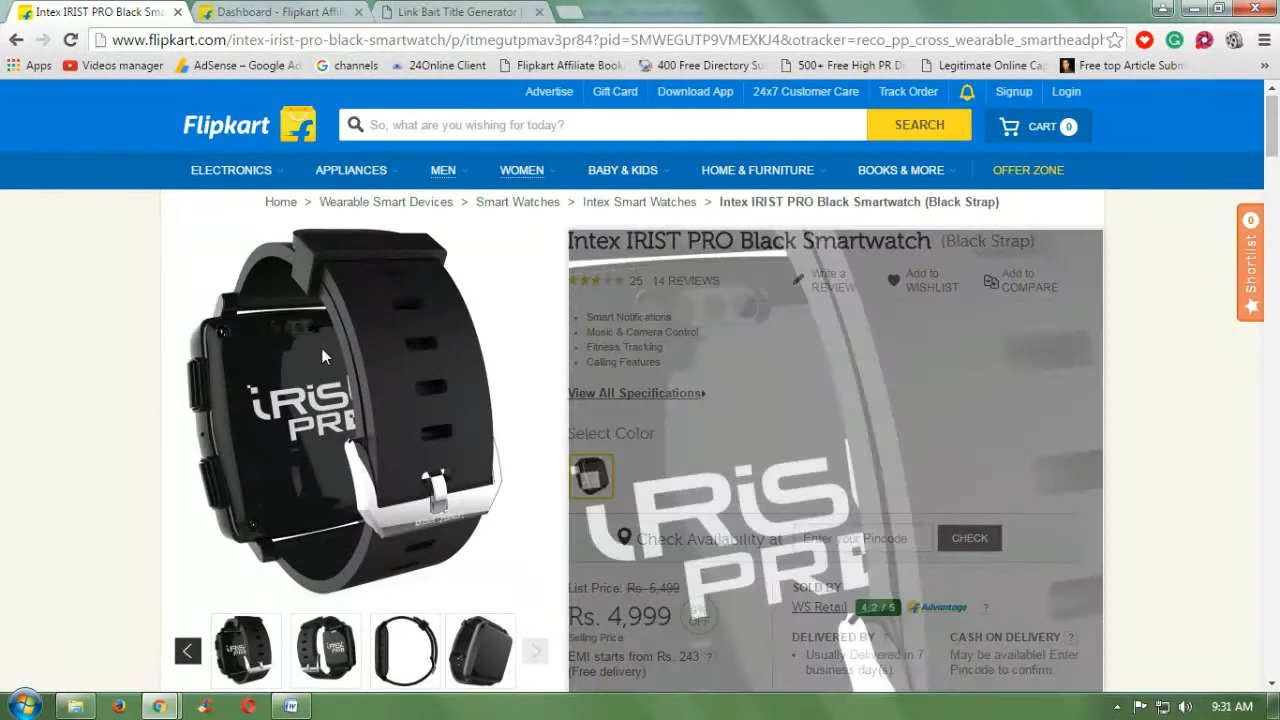 Intex IRIST PRO Black Sma
Dashboard - Flipkart Affili
Link Bait Title Generator |
www.flipkart.com/intex-irist-pro-black-smartwatch/p/itmegutpmav3pr84?pid=SMWEGUTP9VMEXKJ4&otracker=reco_pp_cross_wearable_smartheadph
Apps
Videos manager
AdSense – Google Ad
channels
24Online Client
Flipkart Affiliate Book
400 Free Directory Su
500+ Free High PR D
Legitimate Online Ca
Free top Article Subm
»
Advertise
Gift Card
Download App
24x7 Customer Care
Track Order
Signup
Login
Flipkart
So, what are you wishing for today?
SEARCH
CART 0
ELECTRONICS
APPLIANCES
MEN
WOMEN
BABY & KIDS
HOME & FURNITURE
BOOKS & MORE
OFFER ZONE
Home > Wearable Smart Devices > Smart Watches > Intex Smart Watches > Intex IRIST PRO Black Smartwatch (Black Strap)
0
Shortlist
Intex IRIST PRO Black Smartwatch (Black Strap)
25 14 REVIEWS
Write a
REVIEW
Add to
WISHLIST
Add to
COMPARE
Smart Notifications
Music & Camera Control
Fitness Tracking
Calling Features
View All Specifications
Select Color
iRiS
PR
iRiS
PR
Check Availability at
Enter your Pincode
CHECK
List Price: Rs. 5,499
Rs. 4,999
9%
OFF
Selling Price
EMI starts from Rs. 243 ?
(Free delivery)
SOLD BY
WS Retail 4.2 / 5 Advantage ?
DELIVERED BY ?
Usually Delivered in 7
business day(s).
CASH ON DELIVERY ?
May be available! Enter
Pincode to confirm.
9:31 AM